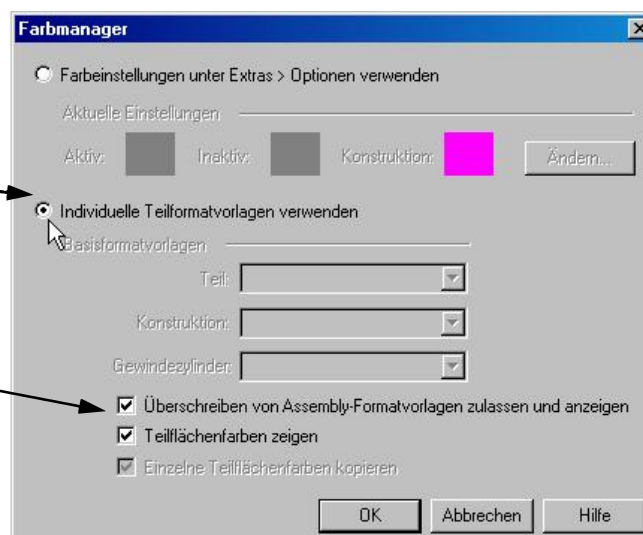 Farbmanager
Farbeinstellungen unter Extras > Optionen verwenden
Aktuelle Einstellungen
Aktiv: Inaktiv: Konstruktion: Ändern...
Individuelle Teilformatvorlagen verwenden
Basisformatvorlagen
Teil:
Konstruktion:
Gewindezylinder:
Überschreiben von Assembly-Formatvorlagen zulassen und anzeigen
Teilflächenfarben zeigen
Einzelne Teilflächenfarben kopieren
OK Abbrechen Hilfe